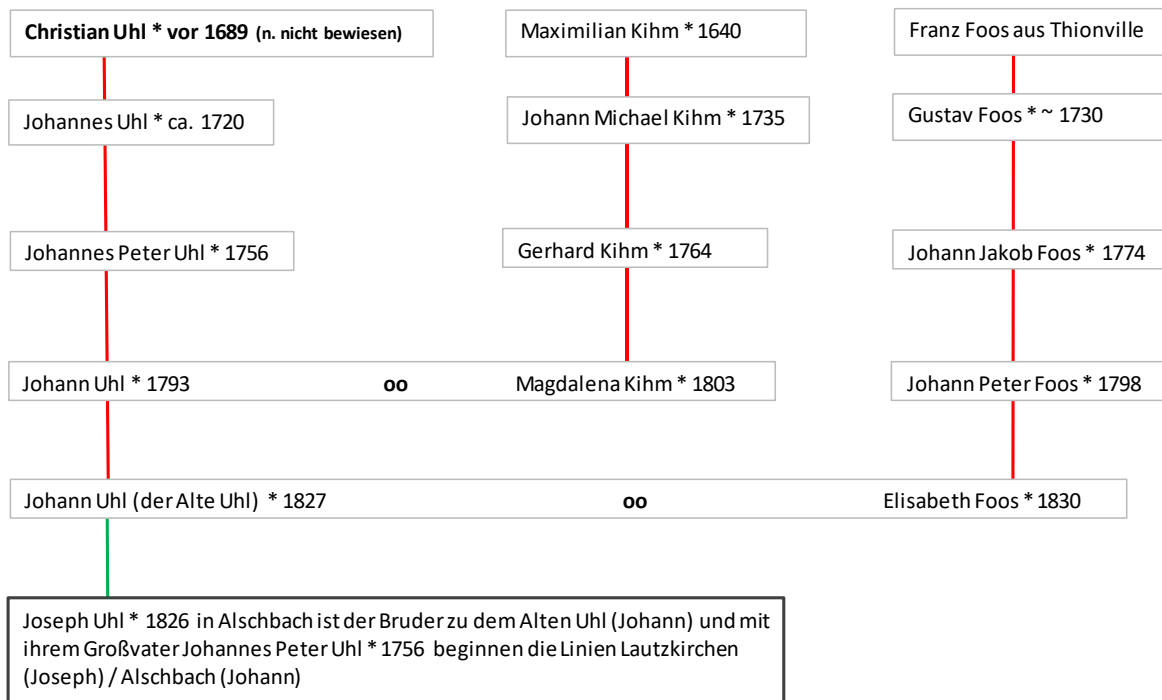 Christian Uhl * vor 1689 (n. nicht bewiesen)
Maximilian Kihm * 1640
Franz Foos aus Thionville
Johannes Uhl * ca. 1720
Johann Michael Kihm * 1735
Gustav Foos * ~ 1730
Johannes Peter Uhl * 1756
Gerhard Kihm * 1764
Johann Jakob Foos * 1774
Johann Uhl * 1793 oo Magdalena Kihm * 1803
Johann Peter Foos * 1798
Johann Uhl (der Alte Uhl) * 1827 oo Elisabeth Foos * 1830
Joseph Uhl * 1826 in Alschbach ist der Bruder zu dem Alten Uhl (Johann) und mit
ihrem Großvater Johannes Peter Uhl * 1756 beginnen die Linien Lautzkirchen
(Joseph) / Alschbach (Johann)